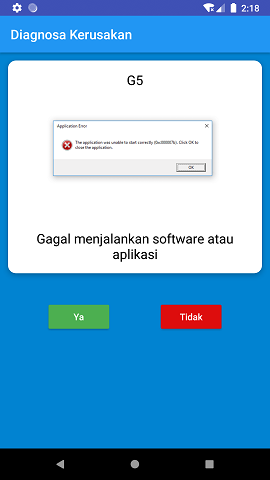 2:18
Diagnosa Kerusakan
G5
Application Error
The application was unable to start correctly (0xc000007b). Click OK to
close the application.
OK
Gagal menjalankan software atau
aplikasi
Ya
Tidak